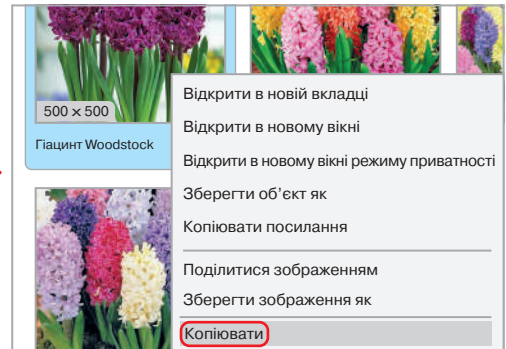 500 × 500
Гіацинт Woodstock
Відкрити в новій вкладці
Відкрити в новому вікні
Відкрити в новому вікні режиму приватності
Зберегти об’єкт як
Копіювати посилання
Поділитися зображенням
Зберегти зображення як
Копіювати